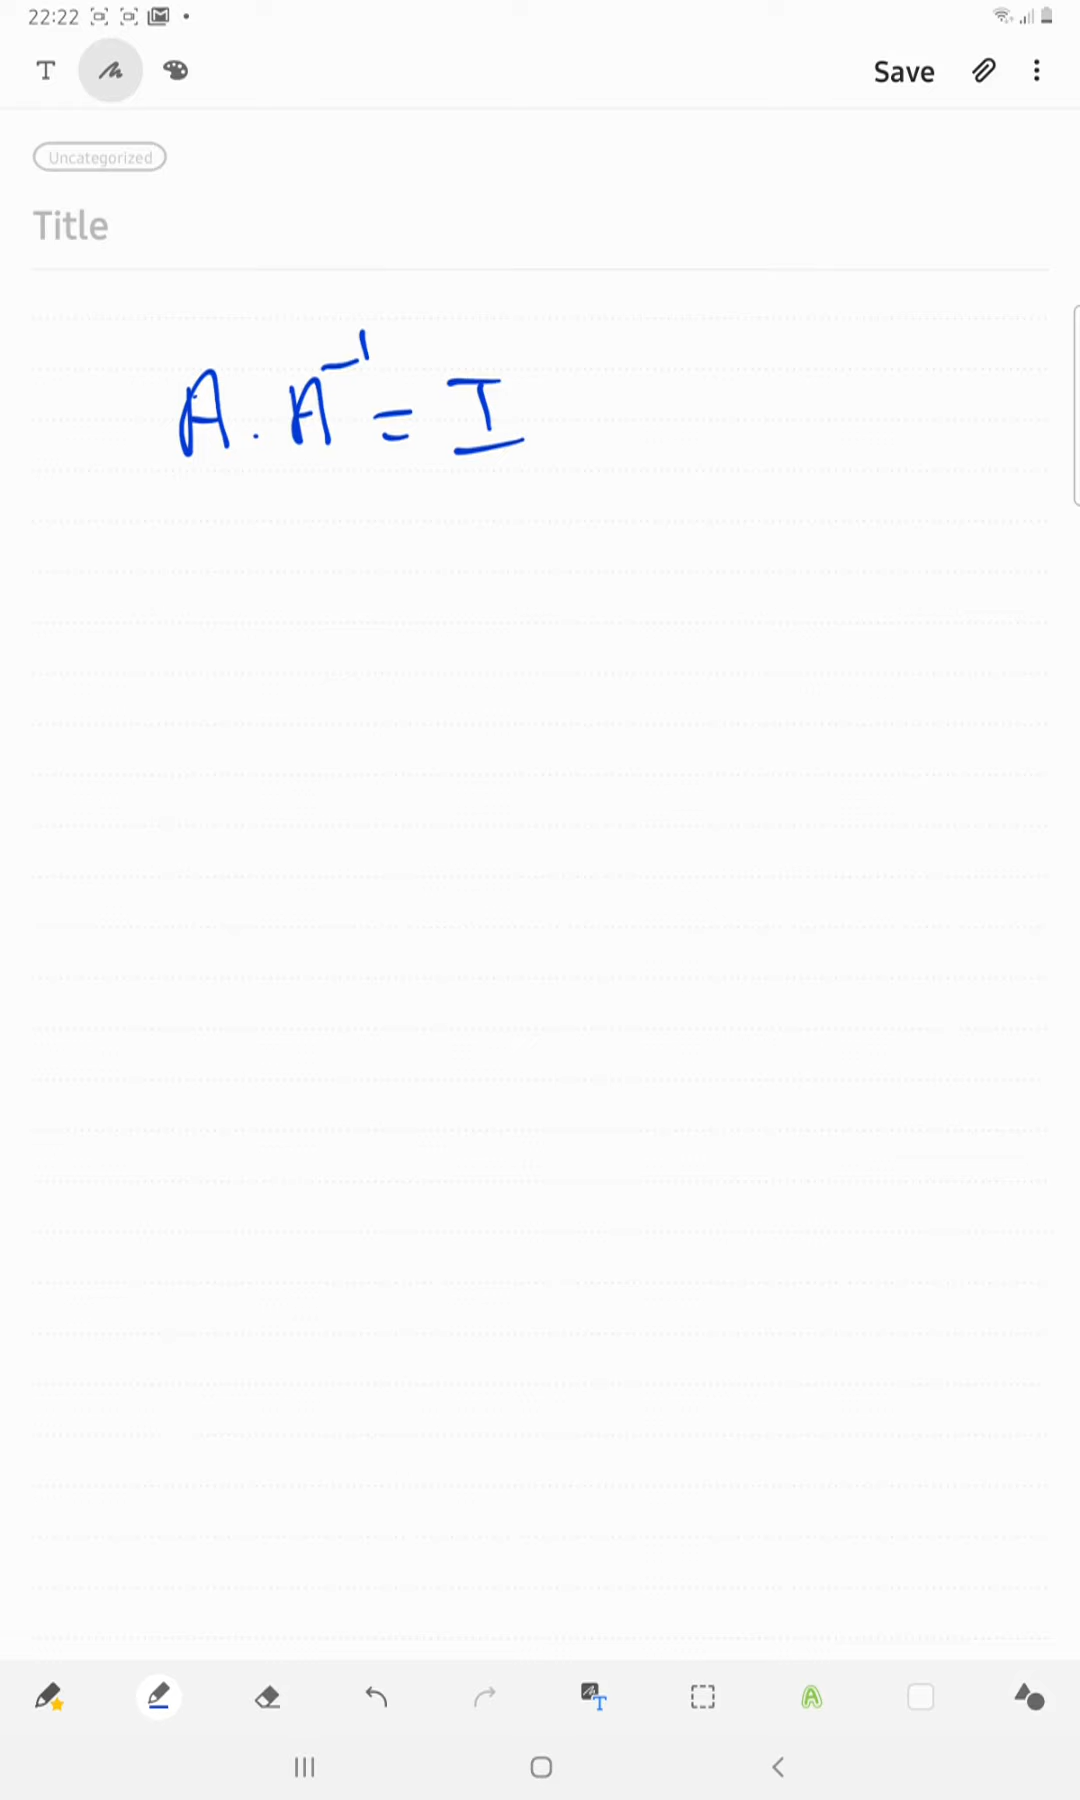 22:22
Save
Uncategorized
Title
A . A⁻¹ = I